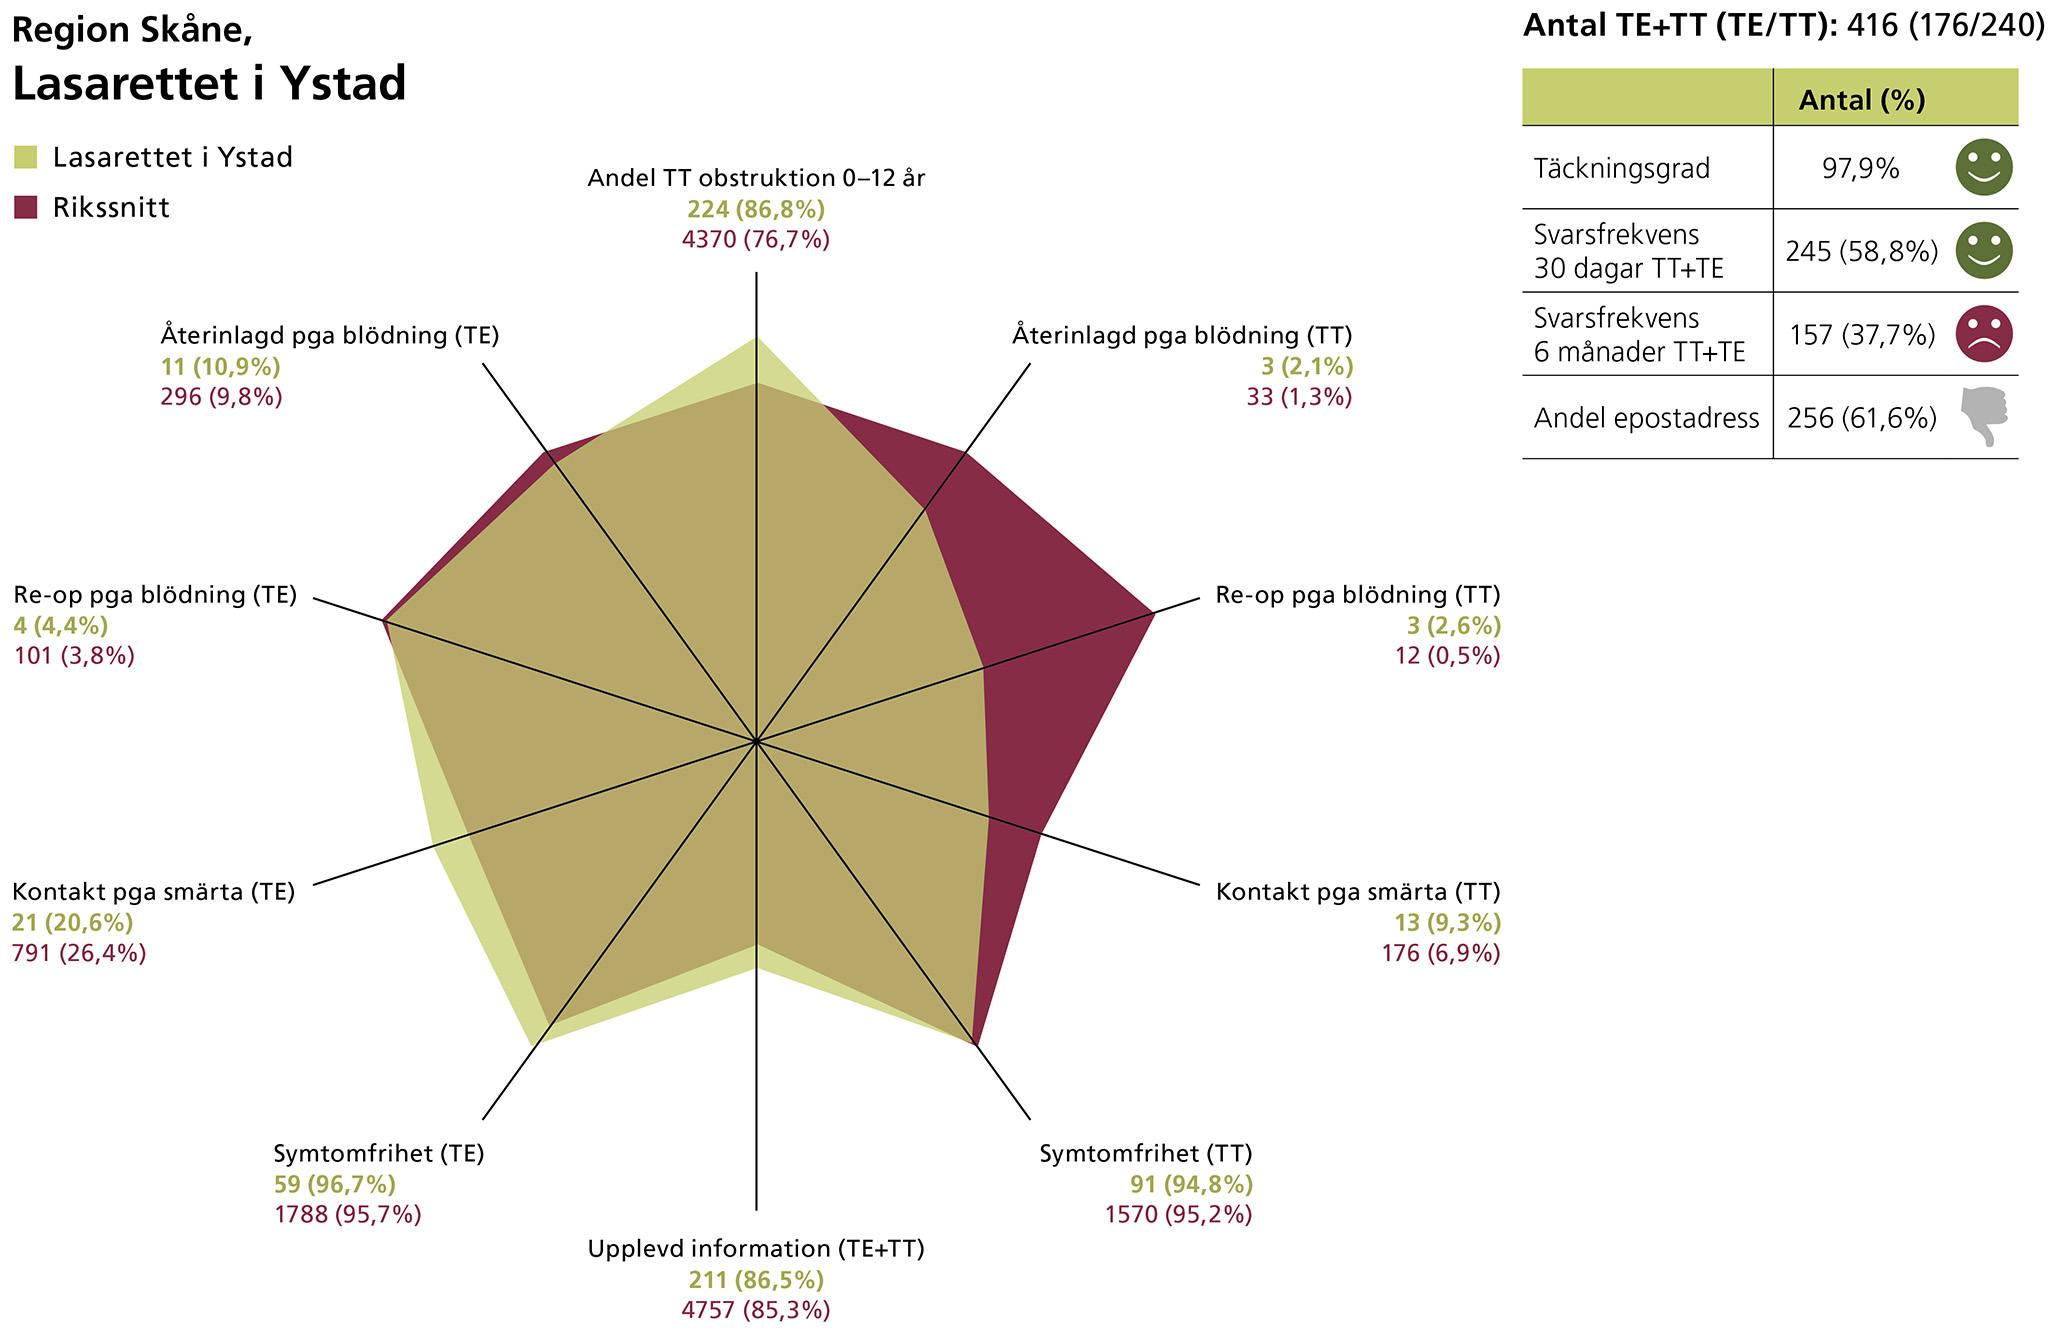 Region Skåne,
Lasarettet i Ystad
Lasarettet i Ystad
Rikssnitt
Antal TE+TT (TE/TT): 416 (176/240)
Antal (%)
Täckningsgrad 97,9%
Svarsfrekvens
30 dagar TT+TE 245 (58,8%)
Svarsfrekvens
6 månader TT+TE 157 (37,7%)
Andel epostadress 256 (61,6%)
Andel TT obstruktion 0–12 år
224 (86,8%)
4370 (76,7%)
Återinlagd pga blödning (TE)
11 (10,9%)
296 (9,8%)
Återinlagd pga blödning (TT)
3 (2,1%)
33 (1,3%)
Re-op pga blödning (TE)
4 (4,4%)
101 (3,8%)
Re-op pga blödning (TT)
3 (2,6%)
12 (0,5%)
Kontakt pga smärta (TE)
21 (20,6%)
791 (26,4%)
Kontakt pga smärta (TT)
13 (9,3%)
176 (6,9%)
Symtomfrihet (TE)
59 (96,7%)
1788 (95,7%)
Symtomfrihet (TT)
91 (94,8%)
1570 (95,2%)
Upplevd information (TE+TT)
211 (86,5%)
4757 (85,3%)